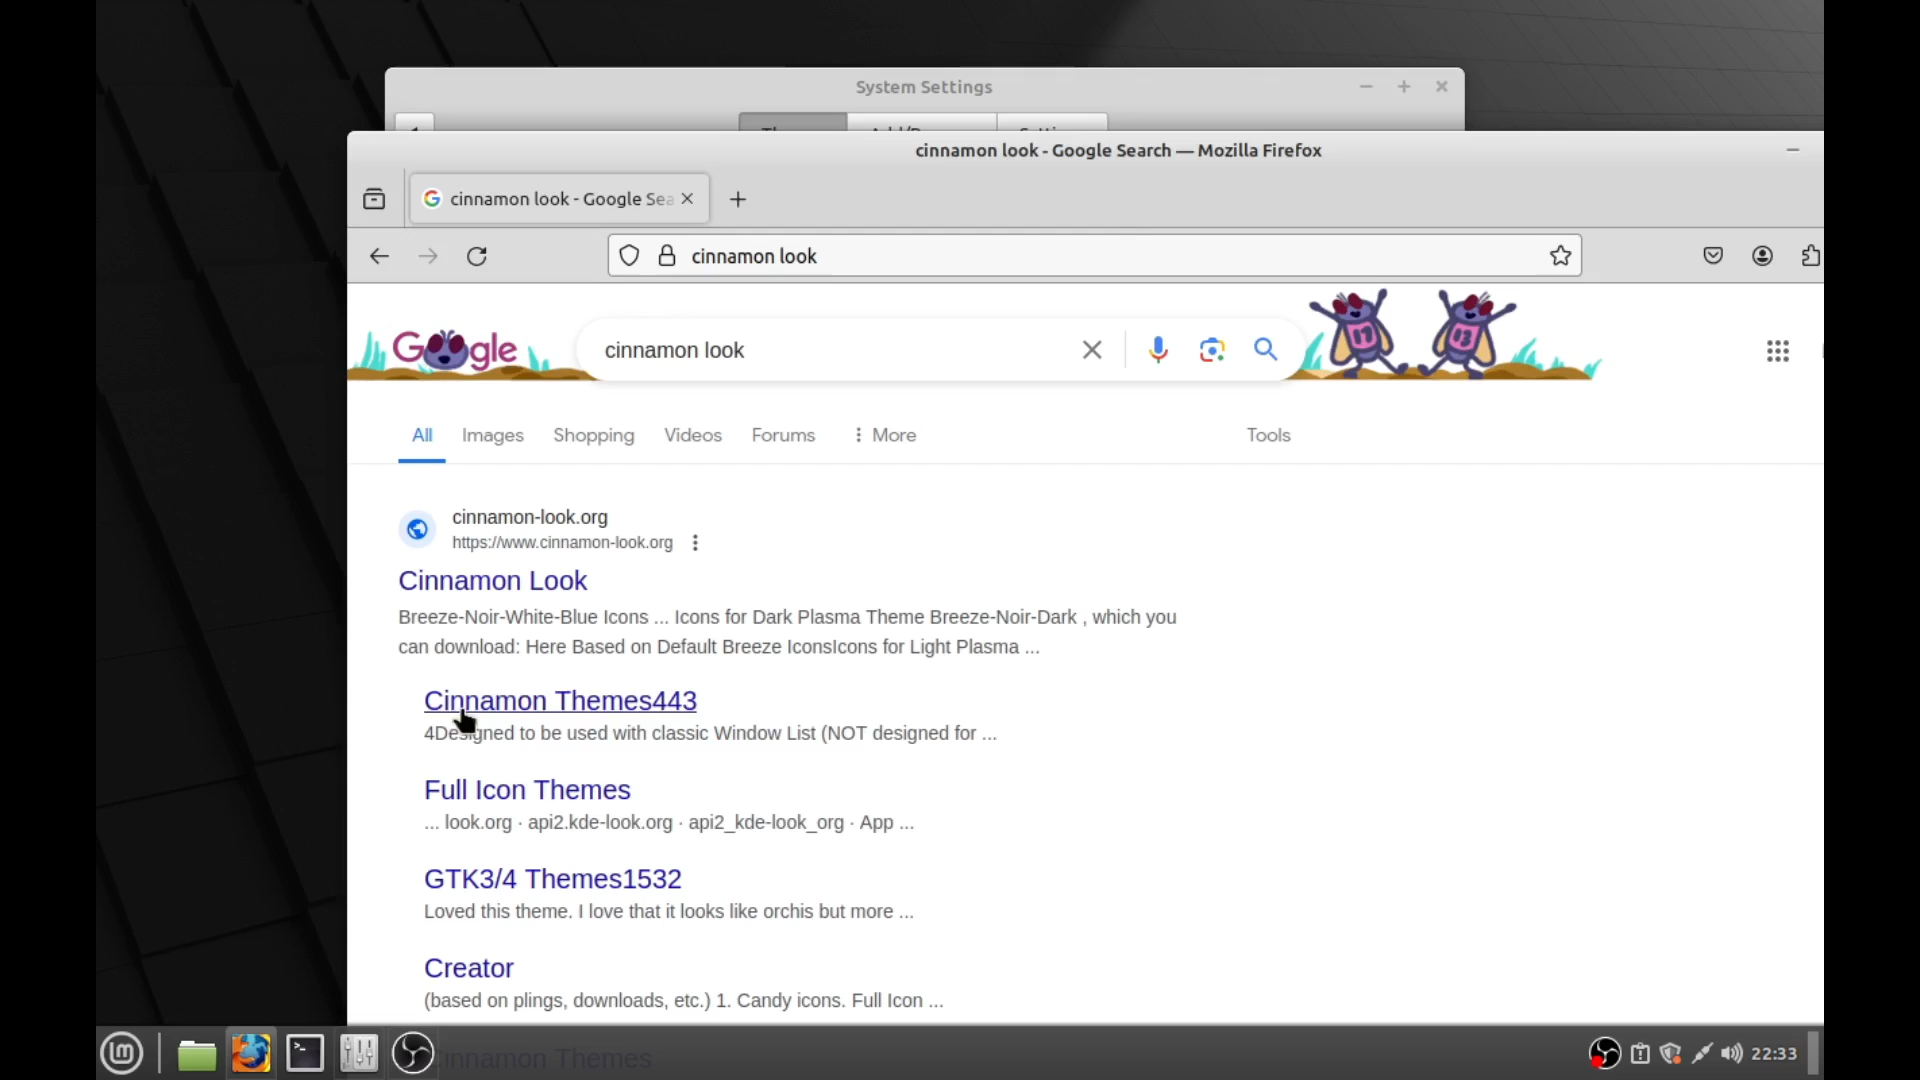 System Settings
cinnamon look - Google Search — Mozilla Firefox
cinnamon look - Google Sea
cinnamon look
Google
cinnamon look
17
13
All
Images
Shopping
Videos
Forums
More
Tools
cinnamon-look.org
https://www.cinnamon-look.org
Cinnamon Look
Breeze-Noir-White-Blue Icons ... Icons for Dark Plasma Theme Breeze-Noir-Dark , which you
can download: Here Based on Default Breeze IconsIcons for Light Plasma ...
Cinnamon Themes443
4Designed to be used with classic Window List (NOT designed for ...
Full Icon Themes
... look.org · api2.kde-look.org · api2_kde-look_org · App ...
GTK3/4 Themes1532
Loved this theme. I love that it looks like orchis but more ...
Creator
(based on plings, downloads, etc.) 1. Candy icons. Full Icon ...
Cinnamon Themes
22:33